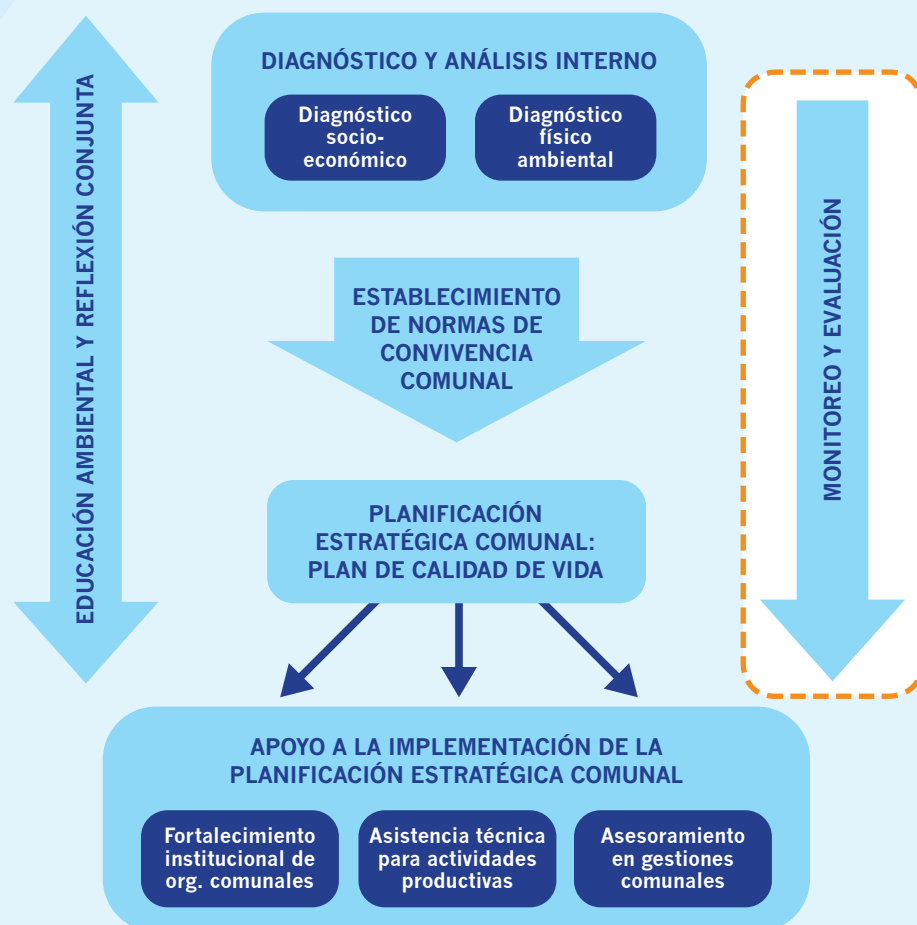 EDUCACIÓN AMBIENTAL Y REFLEXIÓN CONJUNTA
DIAGNÓSTICO Y ANÁLISIS INTERNO
Diagnóstico
socio-
económico
Diagnóstico
físico
ambiental
ESTABLECIMIENTO
DE NORMAS DE
CONVIVENCIA
COMUNAL
PLANIFICACIÓN
ESTRATÉGICA COMUNAL:
PLAN DE CALIDAD DE VIDA
APOYO A LA IMPLEMENTACIÓN DE LA
PLANIFICACIÓN ESTRATÉGICA COMUNAL
Fortalecimiento
institucional de
org. comunales
Asistencia técnica
para actividades
productivas
Asesoramiento
en gestiones
comunales
MONITOREO Y EVALUACIÓN